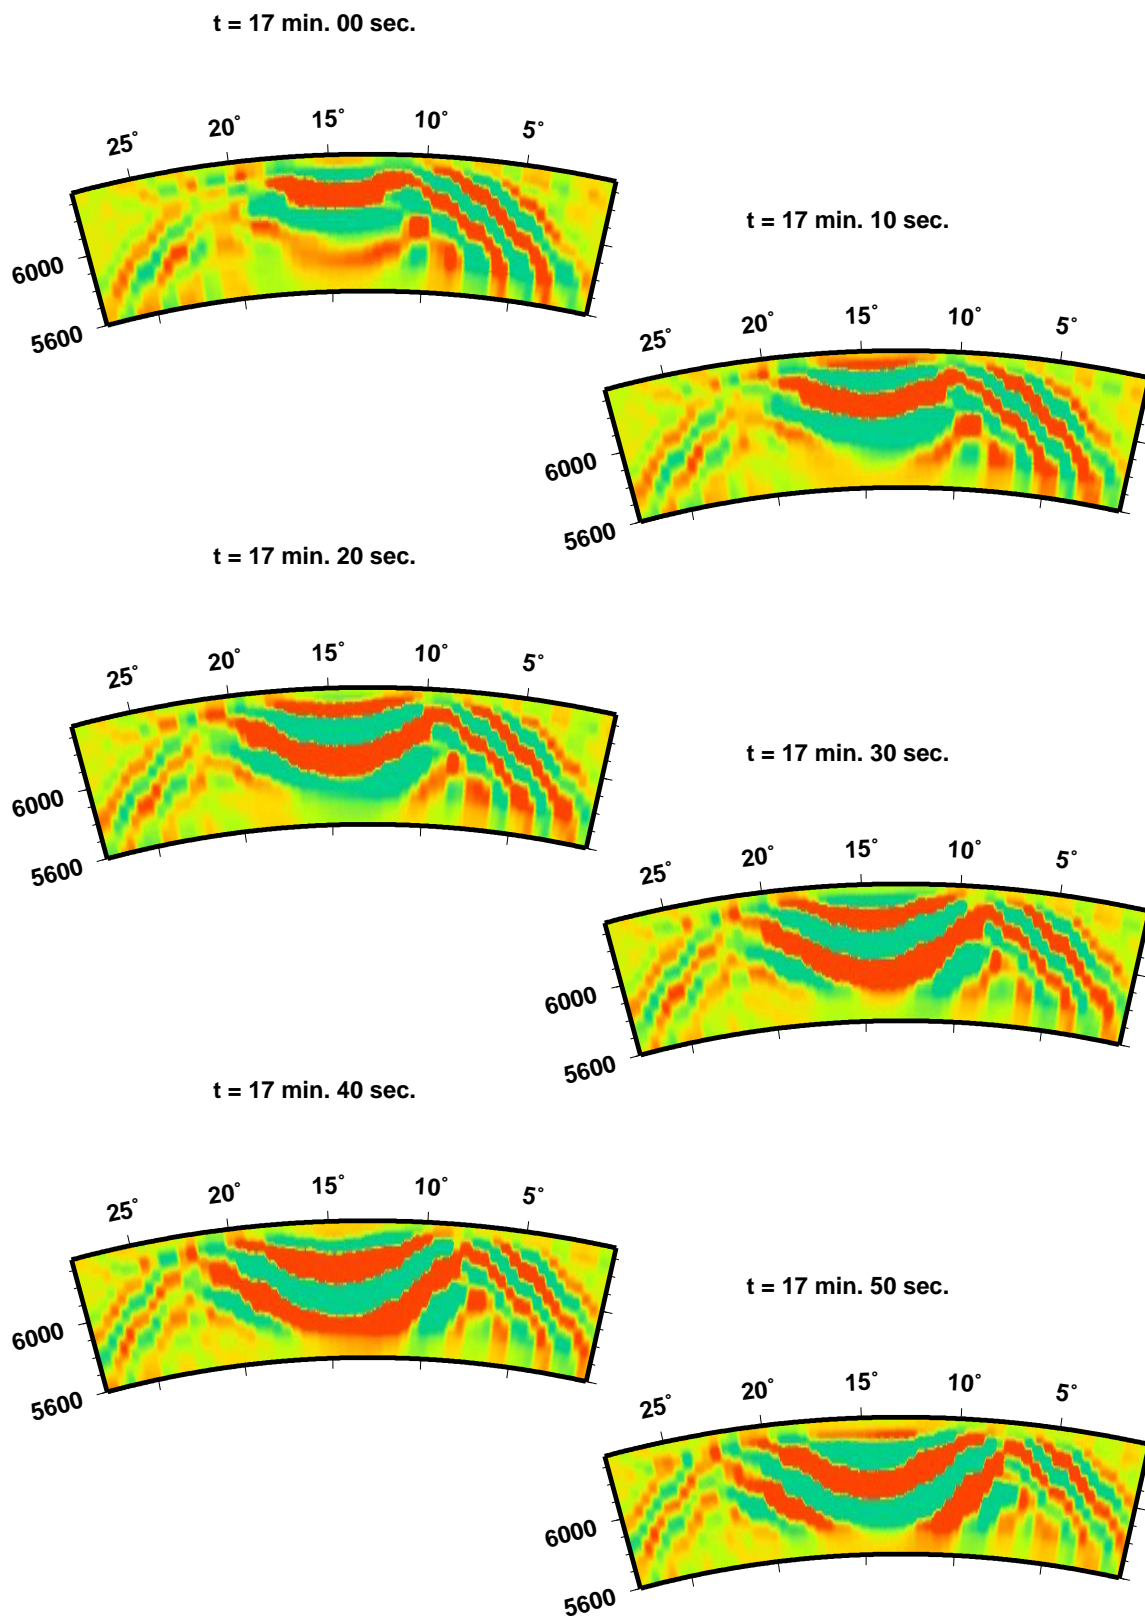 t = 17 min. 00 sec.
25° 20° 15° 10° 5°
6000
5600
t = 17 min. 10 sec.
25° 20° 15° 10° 5°
6000
5600
t = 17 min. 20 sec.
25° 20° 15° 10° 5°
6000
5600
t = 17 min. 30 sec.
25° 20° 15° 10° 5°
6000
5600
t = 17 min. 40 sec.
25° 20° 15° 10° 5°
6000
5600
t = 17 min. 50 sec.
25° 20° 15° 10° 5°
6000
5600